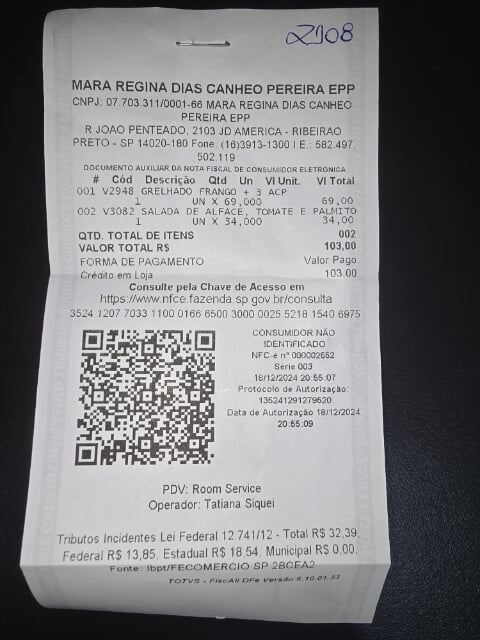 2108
MARA REGINA DIAS CANHEO PEREIRA EPP
CNPJ: 07.703.311/0001-66 MARA REGINA DIAS CANHEO
PEREIRA EPP
R JOAO PENTEADO, 2103 JD AMERICA - RIBEIRAO
PRETO - SP 14020-180 Fone: (16)3913-1300 I.E.: 582.497.
502.119
DOCUMENTO AUXILIAR DA NOTA FISCAL DE CONSUMIDOR ELETRÔNICA
# Cód Descrição Qtd Un Vl Unit. Vl Total
001 V2948 GRELHADO FRANGO + 3 ACP
1 UN X 69,000 69,00
002 V3082 SALADA DE ALFACE, TOMATE E PALMITO
1 UN X 34,000 34,00
QTD. TOTAL DE ITENS 002
VALOR TOTAL R$ 103,00
FORMA DE PAGAMENTO Valor Pago
Crédito em Loja 103,00
Consulte pela Chave de Acesso em
https://www.nfce.fazenda.sp.gov.br/consulta
3524 1207 7033 1100 0166 6500 3000 0025 5218 1540 6975
CONSUMIDOR NÃO
IDENTIFICADO
NFC-e nº 000002552
Série 003
18/12/2024 20:55:07
Protocolo de Autorização:
135241291279520
Data de Autorização 18/12/2024
20:55:09
PDV: Room Service
Operador: Tatiana Siquei
Tributos Incidentes Lei Federal 12.741/12 - Total R$ 32,39,
Federal R$ 13,85, Estadual R$ 18,54, Municipal R$ 0,00.
Fonte: Ibpt/FECOMERCIO SP 2BCEA2
TOTVS - FiscAll DFe Versão 6.10.01.33